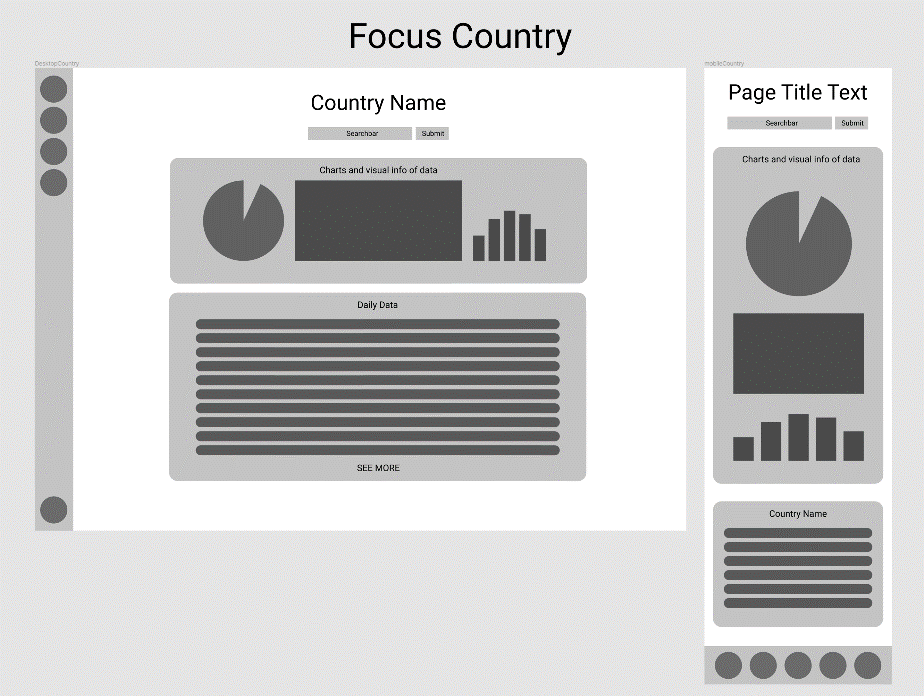 Focus Country
DesktopCountry
Country Name
Searchbar
Submit
Charts and visual info of data
Daily Data
SEE MORE
mobileCountry
Page Title Text
Searchbar
Submit
Charts and visual info of data
Country Name